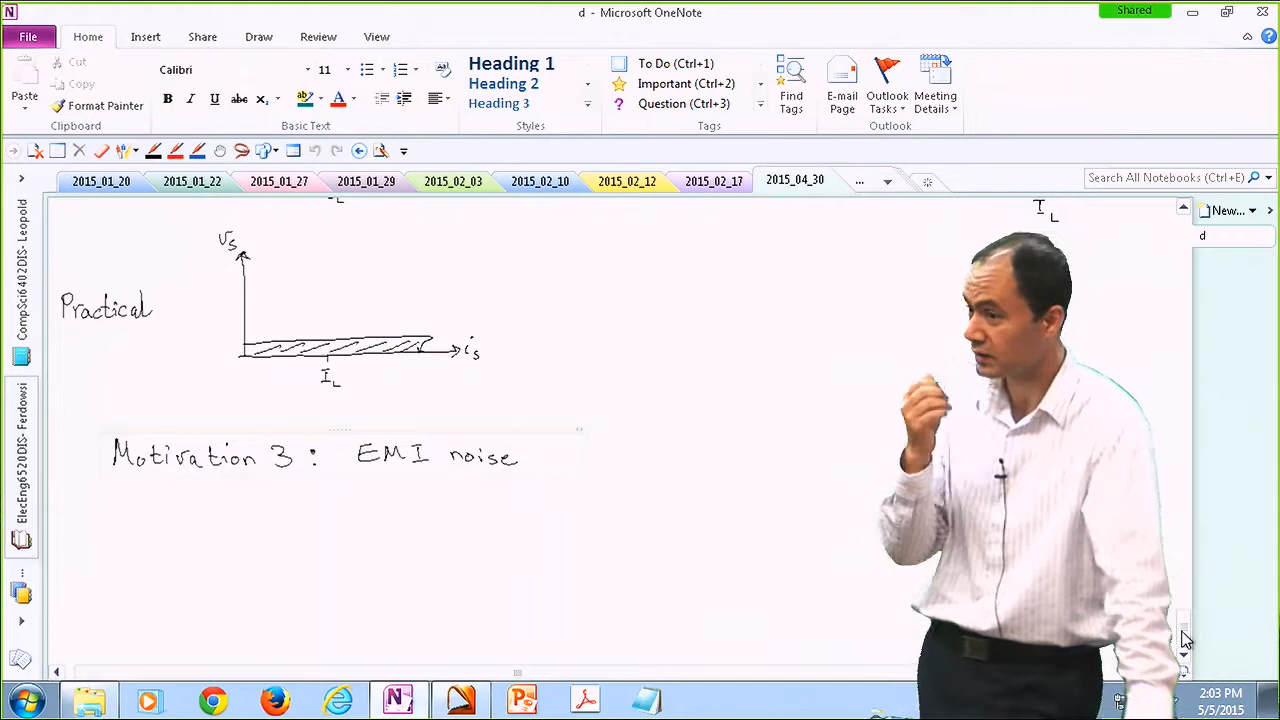 d - Microsoft OneNote
Shared
File Home Insert Share Draw Review View
Paste
Cut
Copy
Format Painter
Clipboard
Calibri 11
B I U abc X₂ A
Basic Text
Heading 1
Heading 2
Heading 3
Styles
To Do (Ctrl+1)
Important (Ctrl+2)
Question (Ctrl+3)
Tags
Find Tags
E-mail Page
Outlook Tasks
Meeting Details
Outlook
2015_01_20 2015_01_22 2015_01_27 2015_01_29 2015_02_03 2015_02_10 2015_02_12 2015_02_17 2015_04_30 ...
Search All Notebooks (Ctrl+E)
New...
d
CompSci6402DIS- Leopold
ElecEng6520DIS- Ferdowsi
I L
v s
Practical
i s
I L
Motivation 3 : EMI noise
2:03 PM
5/5/2015